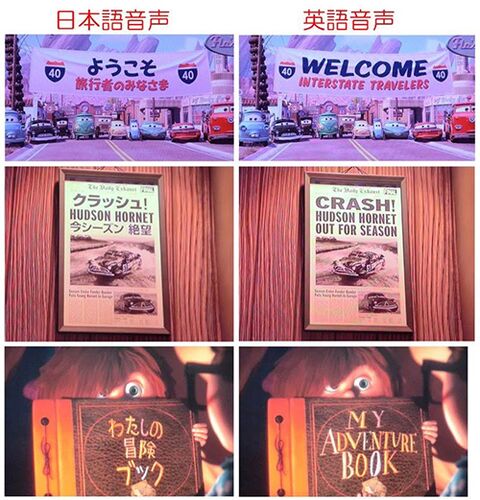 日本語音声
英語音声
40
ようこそ
旅行者のみなさま
40
40
WELCOME
INTERSTATE TRAVELERS
40
The Daily Exhaust
FINAL
クラッシュ!
HUDSON HORNET
今シーズン 絶望
The Daily Exhaust
FINAL
CRASH!
HUDSON HORNET
OUT FOR SEASON
わたしの
冒険
ブック
MY
ADVENTURE
BOOK